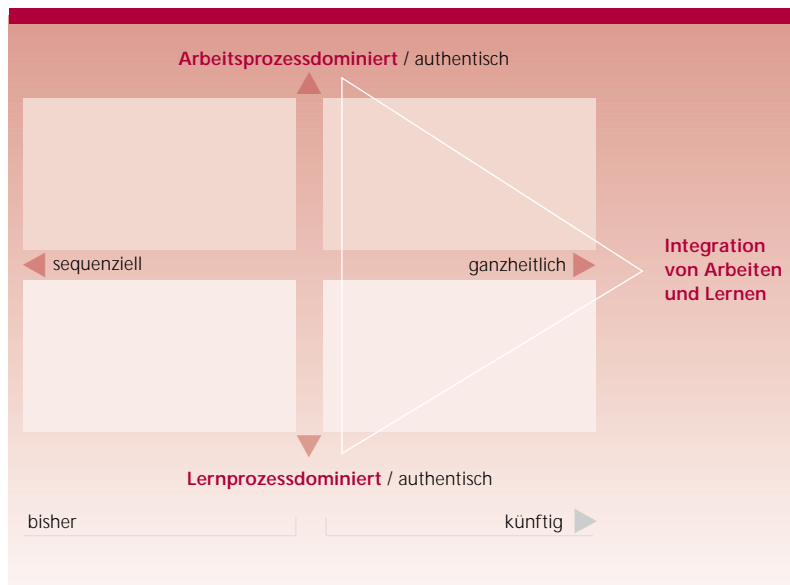 Arbeitsprozessdominiert / authentisch
sequenziell
ganzheitlich
Integration
von Arbeiten
und Lernen
Lernprozessdominiert / authentisch
bisher
künftig